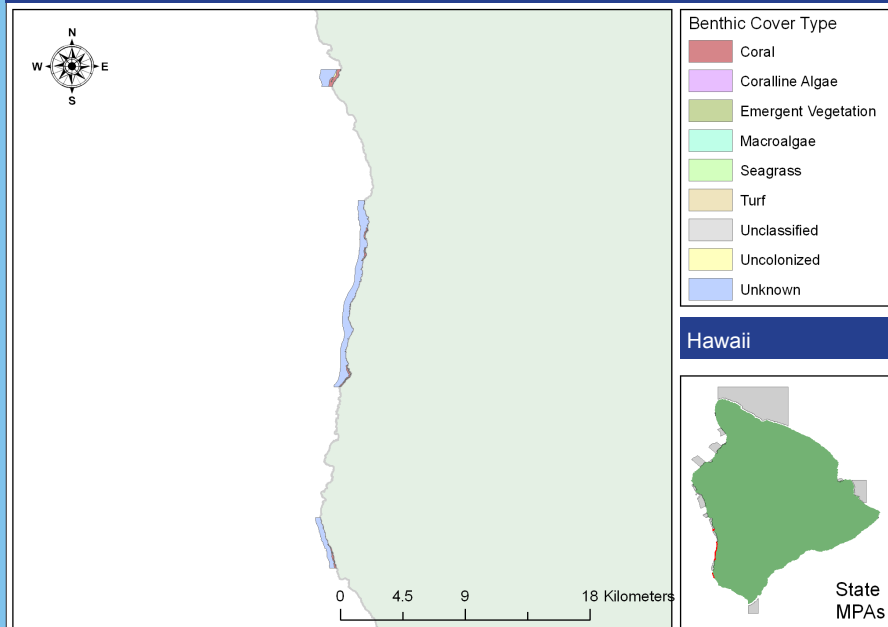 N
W E
S
Benthic Cover Type
Coral
Coralline Algae
Emergent Vegetation
Macroalgae
Seagrass
Turf
Unclassified
Uncolonized
Unknown
Hawaii
0 4.5 9 18 Kilometers
State
MPAs